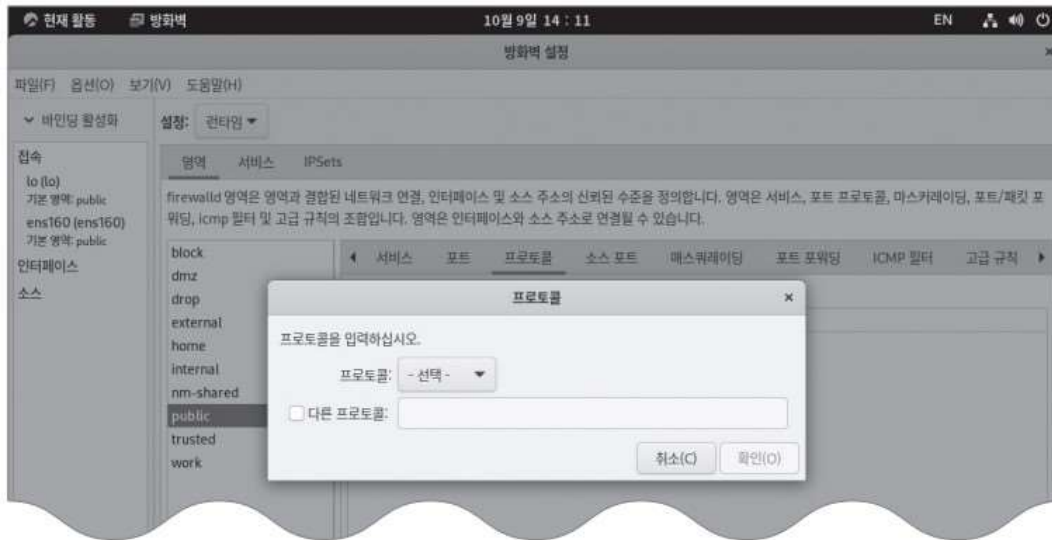 현재 활동 방화벽 10월 9일 14 : 11 EN
방화벽 설정 ×
파일(F) 옵션(O) 보기(V) 도움말(H)
바인딩 활성화 설정: 런타임
접속
lo (lo)
기본 영역: public
ens160 (ens160)
기본 영역: public
인터페이스
소스
영역 서비스 IPSets
firewalld 영역은 영역과 결합된 네트워크 연결, 인터페이스 및 소스 주소의 신뢰된 수준을 정의합니다. 영역은 서비스, 포트 프로토콜, 마스커레이딩, 포트/패킷 포
워딩, icmp 필터 및 고급 규칙의 조합입니다. 영역은 인터페이스와 소스 주소로 연결될 수 있습니다.
block
dmz
drop
external
home
internal
nm-shared
public
trusted
work
서비스 포트 프로토콜 소스 포트 매스쿼레이딩 포트 포워딩 ICMP 필터 고급 규칙
프로토콜 ×
프로토콜을 입력하십시오.
프로토콜: - 선택 -
다른 프로토콜:
취소(C) 확인(O)